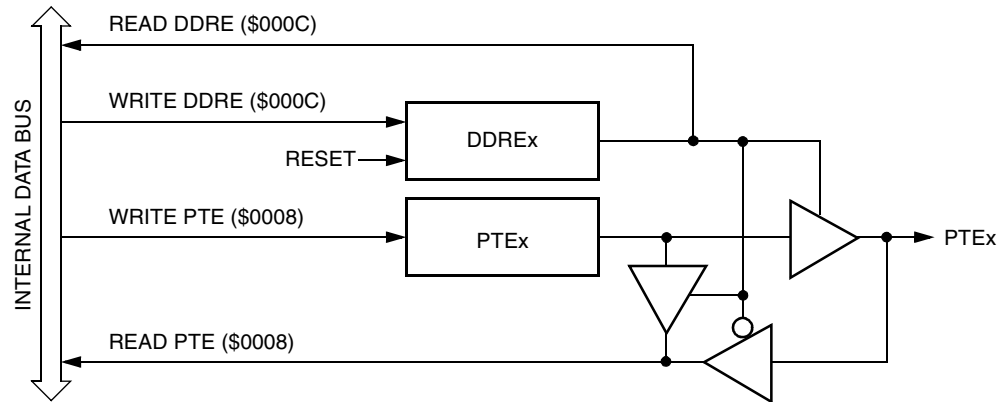 READ DDRE ($000C)
WRITE DDRE ($000C)
DDREx
RESET
WRITE PTE ($0008)
PTEx
PTEx
READ PTE ($0008)
INTERNAL DATA BUS